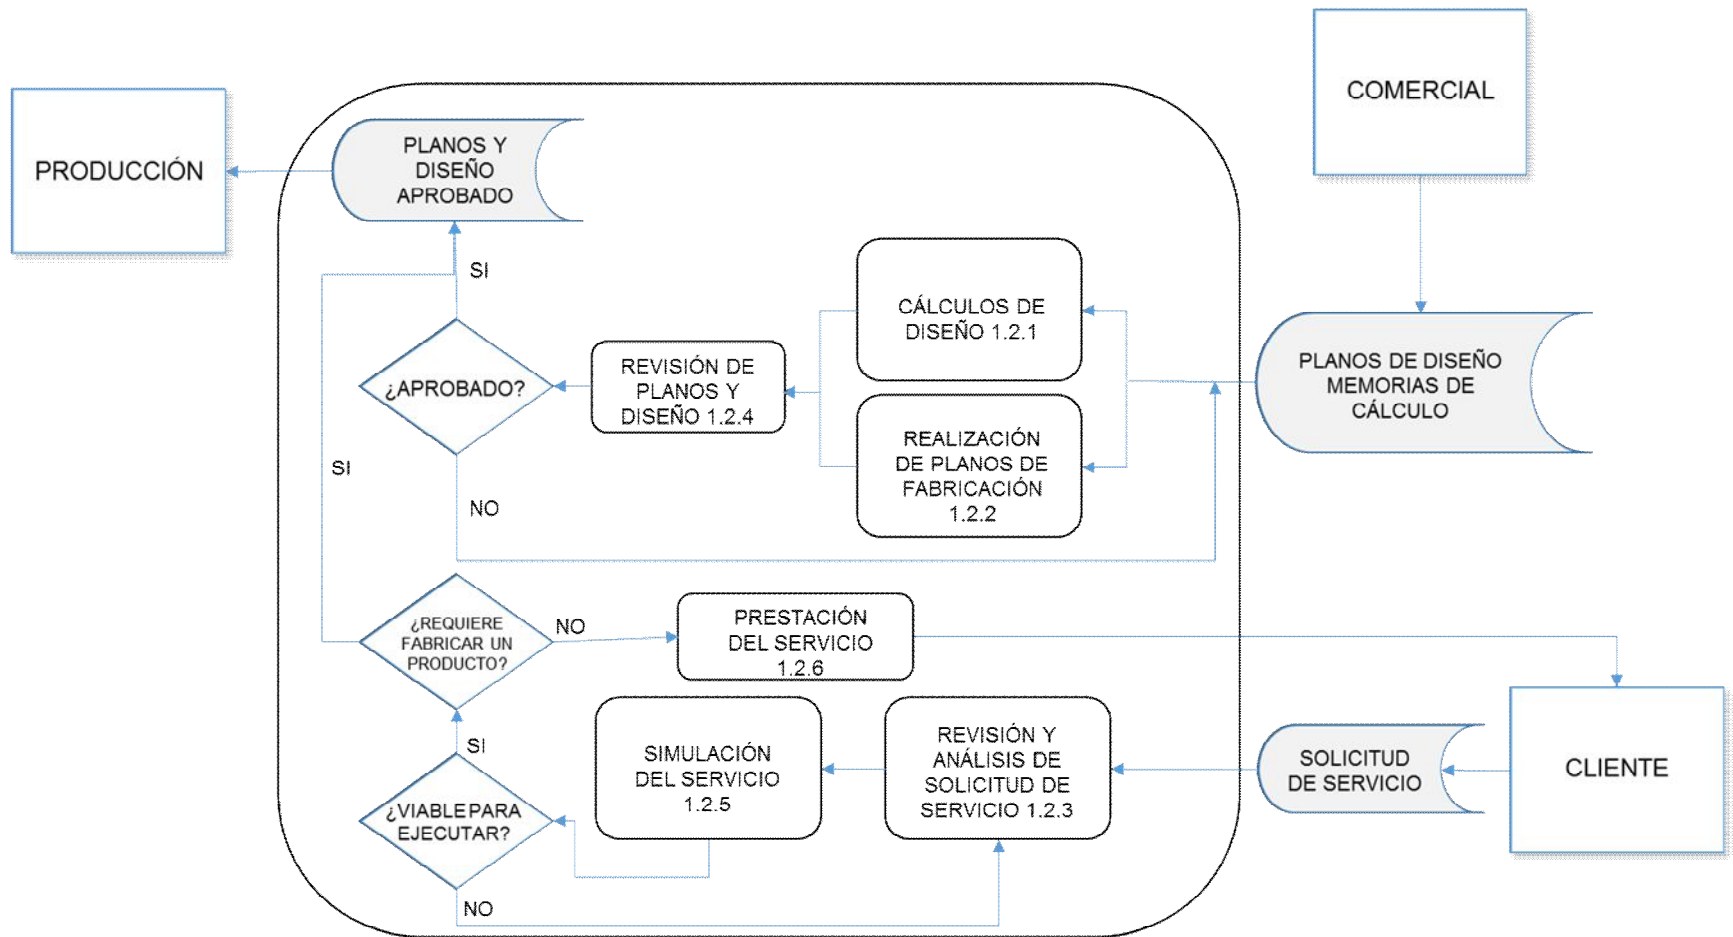 COMERCIAL
PRODUCCIÓN
PLANOS Y
DISEÑO
APROBADO
SI
CÁLCULOS DE
DISEÑO 1.2.1
¿APROBADO?
REVISIÓN DE
PLANOS Y
DISEÑO 1.2.4
PLANOS DE DISEÑO
MEMORIAS DE
CÁLCULO
REALIZACIÓN
DE PLANOS DE
FABRICACIÓN
1.2.2
SI
NO
¿REQUIERE
FABRICAR UN
PRODUCTO?
NO
PRESTACIÓN
DEL SERVICIO
1.2.6
SI
SIMULACIÓN
DEL SERVICIO
1.2.5
REVISIÓN Y
ANÁLISIS DE
SOLICITUD DE
SERVICIO 1.2.3
SOLICITUD
DE SERVICIO
CLIENTE
¿VIABLE PARA
EJECUTAR?
NO